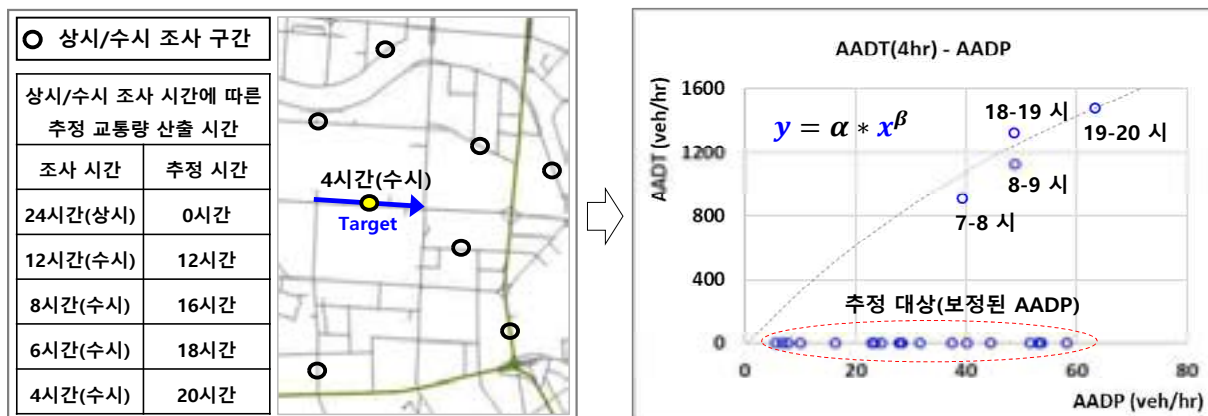 상시/수시 조사 구간
상시/수시 조사 시간에 따른
추정 교통량 산출 시간
조사 시간 추정 시간
24시간(상시) 0시간
12시간(수시) 12시간
8시간(수시) 16시간
6시간(수시) 18시간
4시간(수시) 20시간
4시간(수시)
Target
AADT(4hr) - AADP
AADT (veh/hr)
1600
1200
800
400
0
y = α * x^β
18-19 시
19-20 시
8-9 시
7-8 시
추정 대상(보정된 AADP)
0 20 40 60 80
AADP (veh/hr)